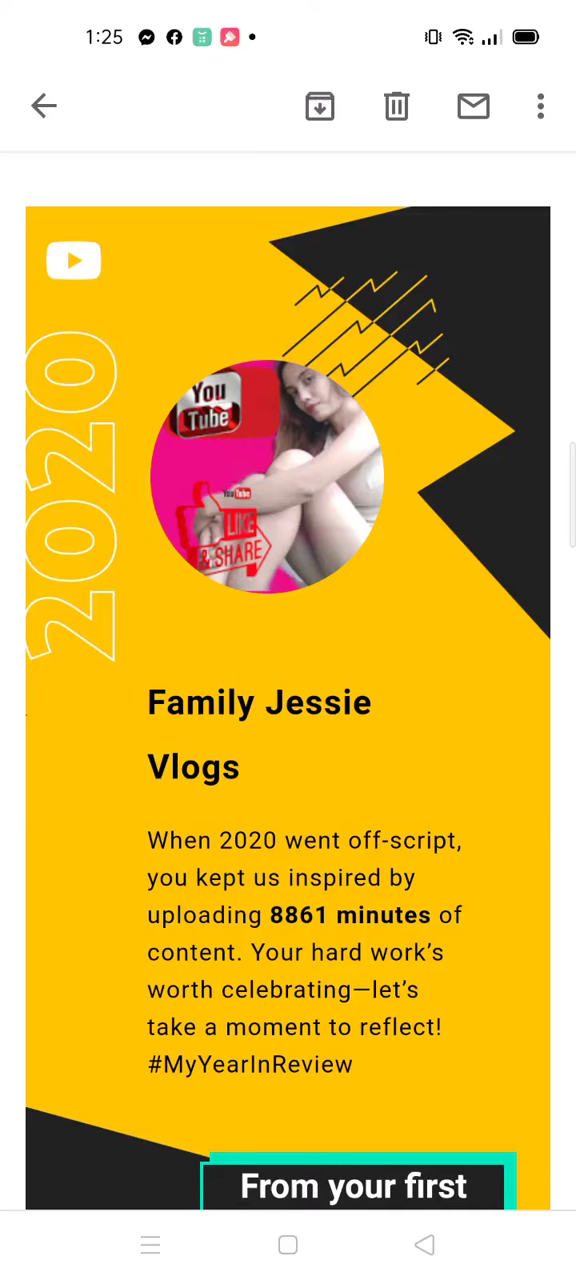 1:25
2020
You
Tube
YouTube
LIKE
& SHARE
Family Jessie
Vlogs
When 2020 went off-script,
you kept us inspired by
uploading 8861 minutes of
content. Your hard work’s
worth celebrating—let’s
take a moment to reflect!
#MyYearInReview
From your first